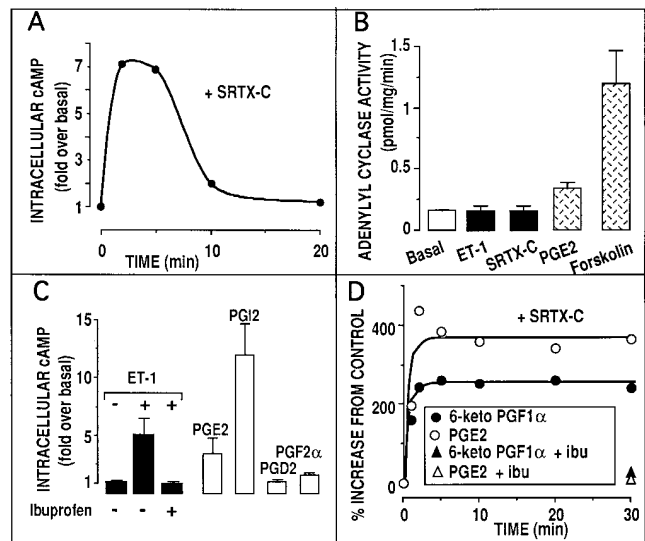 A
INTRACELLULAR cAMP
(fold over basal)
7
5
3
1
+ SRTX-C
0
10
20
TIME (min)
B
ADENYLYL CYCLASE ACTIVITY
(pmol/mg/min)
1.5
1
0.5
0
Basal
ET-1
SRTX-C
PGE2
Forskolin
C
INTRACELLULAR cAMP
(fold over basal)
15
10
5
1
ET-1
- + +
PGE2
PGI2
PGD2
PGF2α
Ibuprofen - - +
D
% INCREASE FROM CONTROL
400
200
0
+ SRTX-C
6-keto PGF1α
PGE2
6-keto PGF1α + ibu
PGE2 + ibu
0
10
20
30
TIME (min)